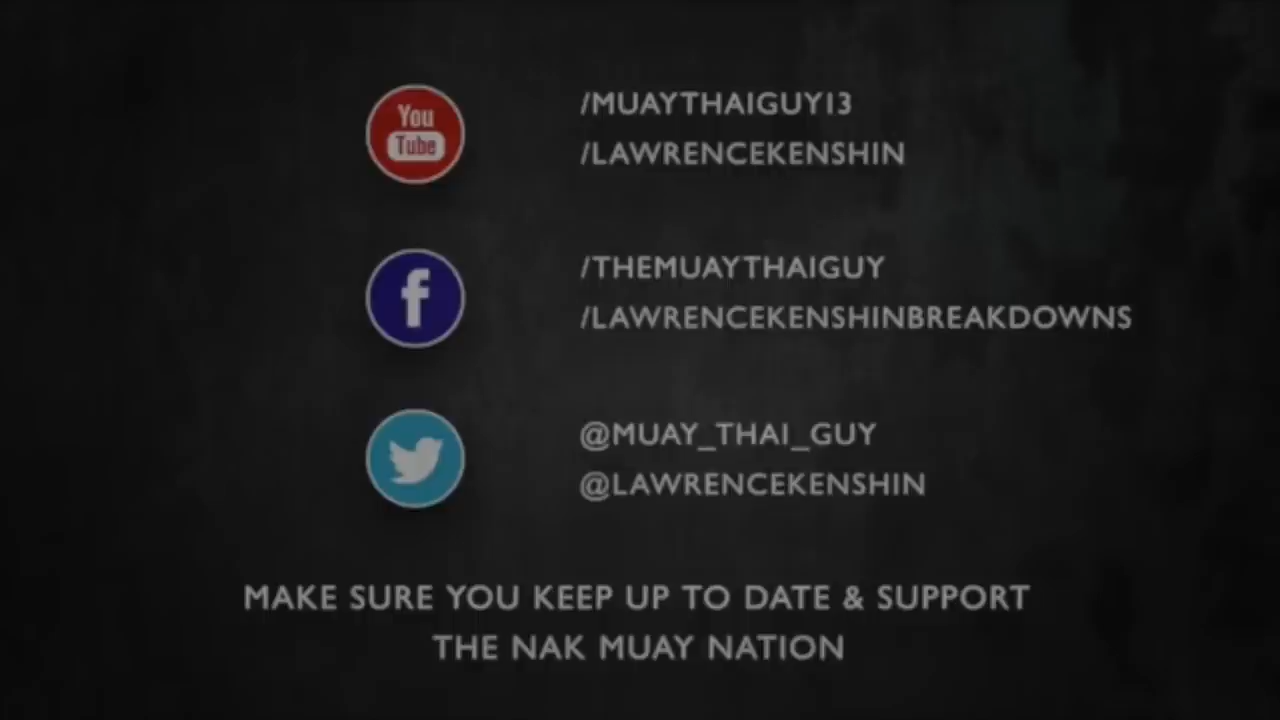 You
Tube
/MUAYTHAIGUY13
/LAWRENCEKENSHIN
f
/THEMUAYTHAIGUY
/LAWRENCEKENSHINBREAKDOWNS
@MUAY_THAI_GUY
@LAWRENCEKENSHIN
MAKE SURE YOU KEEP UP TO DATE & SUPPORT
THE NAK MUAY NATION